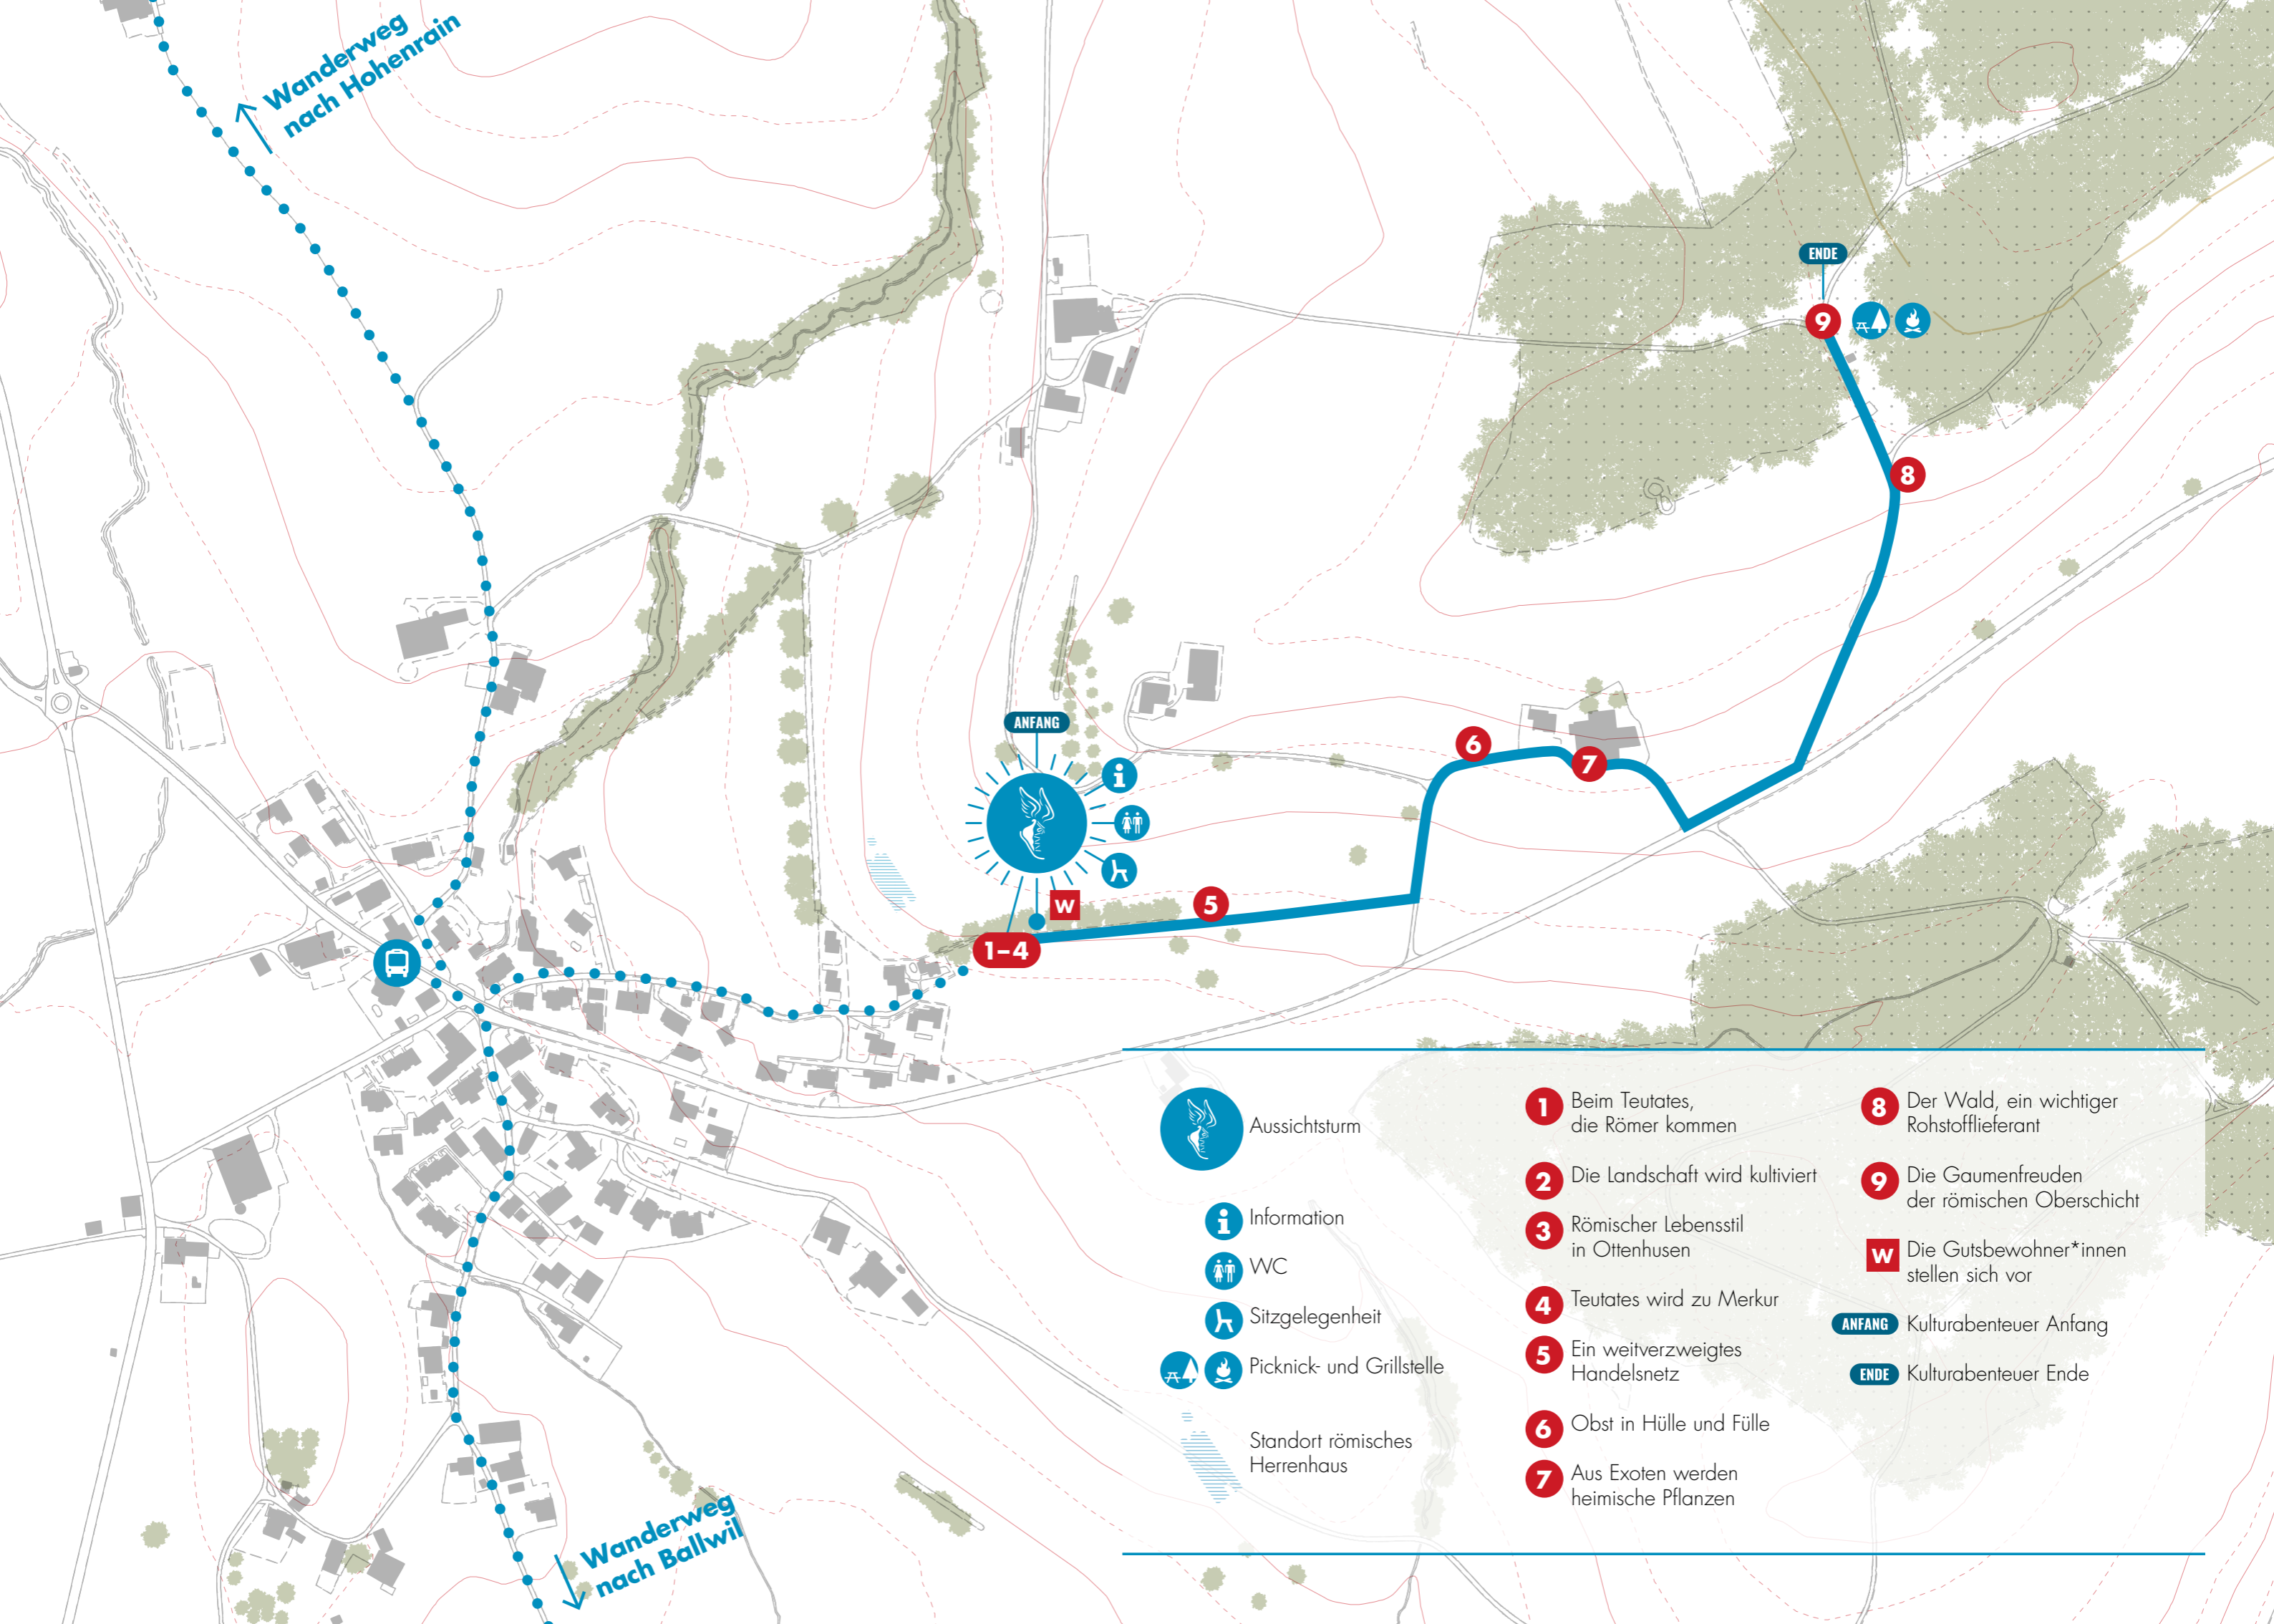 Wanderweg
nach Hohenrain
ENDE
9
8
ANFANG
i
6
7
W
5
1–4
Aussichtsturm
i Information
WC
Sitzgelegenheit
Picknick- und Grillstelle
Standort römisches
Herrenhaus
1 Beim Teutates,
die Römer kommen
2 Die Landschaft wird kultiviert
3 Römischer Lebensstil
in Ottenhusen
4 Teutates wird zu Merkur
5 Ein weitverzweigtes
Handelsnetz
6 Obst in Hülle und Fülle
7 Aus Exoten werden
heimische Pflanzen
8 Der Wald, ein wichtiger
Rohstofflieferant
9 Die Gaumenfreuden
der römischen Oberschicht
W Die Gutsbewohner*innen
stellen sich vor
ANFANG Kulturabenteuer Anfang
ENDE Kulturabenteuer Ende
Wanderweg
nach Ballwil